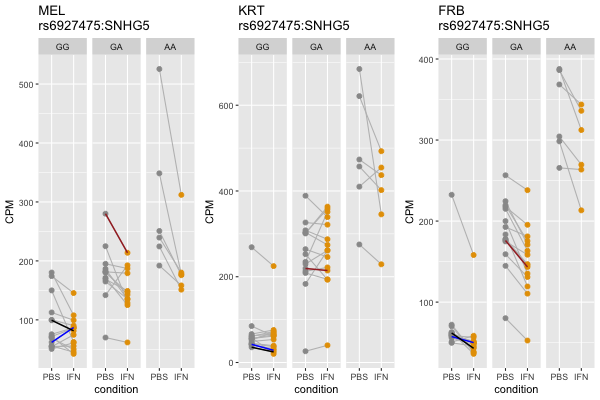 MEL
rs6927475:SNHG5
GG
GA
AA
CPM
500
400
300
200
100
PBS IFN PBS IFN PBS IFN
condition
KRT
rs6927475:SNHG5
GG
GA
AA
CPM
600
400
200
0
PBS IFN PBS IFN PBS IFN
condition
FRB
rs6927475:SNHG5
GG
GA
AA
CPM
400
300
200
100
PBS IFN PBS IFN PBS IFN
condition